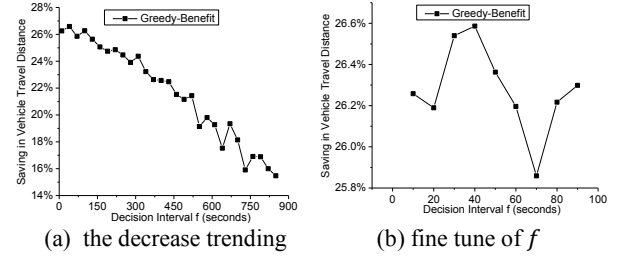 Saving in Vehicle Travel Distance
28%
26%
24%
22%
20%
18%
16%
14%
Greedy-Benefit
0 150 300 450 600 750 900
Decision Interval f (seconds)
(a) the decrease trending
Saving in Vehicle Travel Distance
26.6%
26.4%
26.2%
26.0%
25.8%
Greedy-Benefit
0 20 40 60 80 100
Decision Interval f (seconds)
(b) fine tune of f